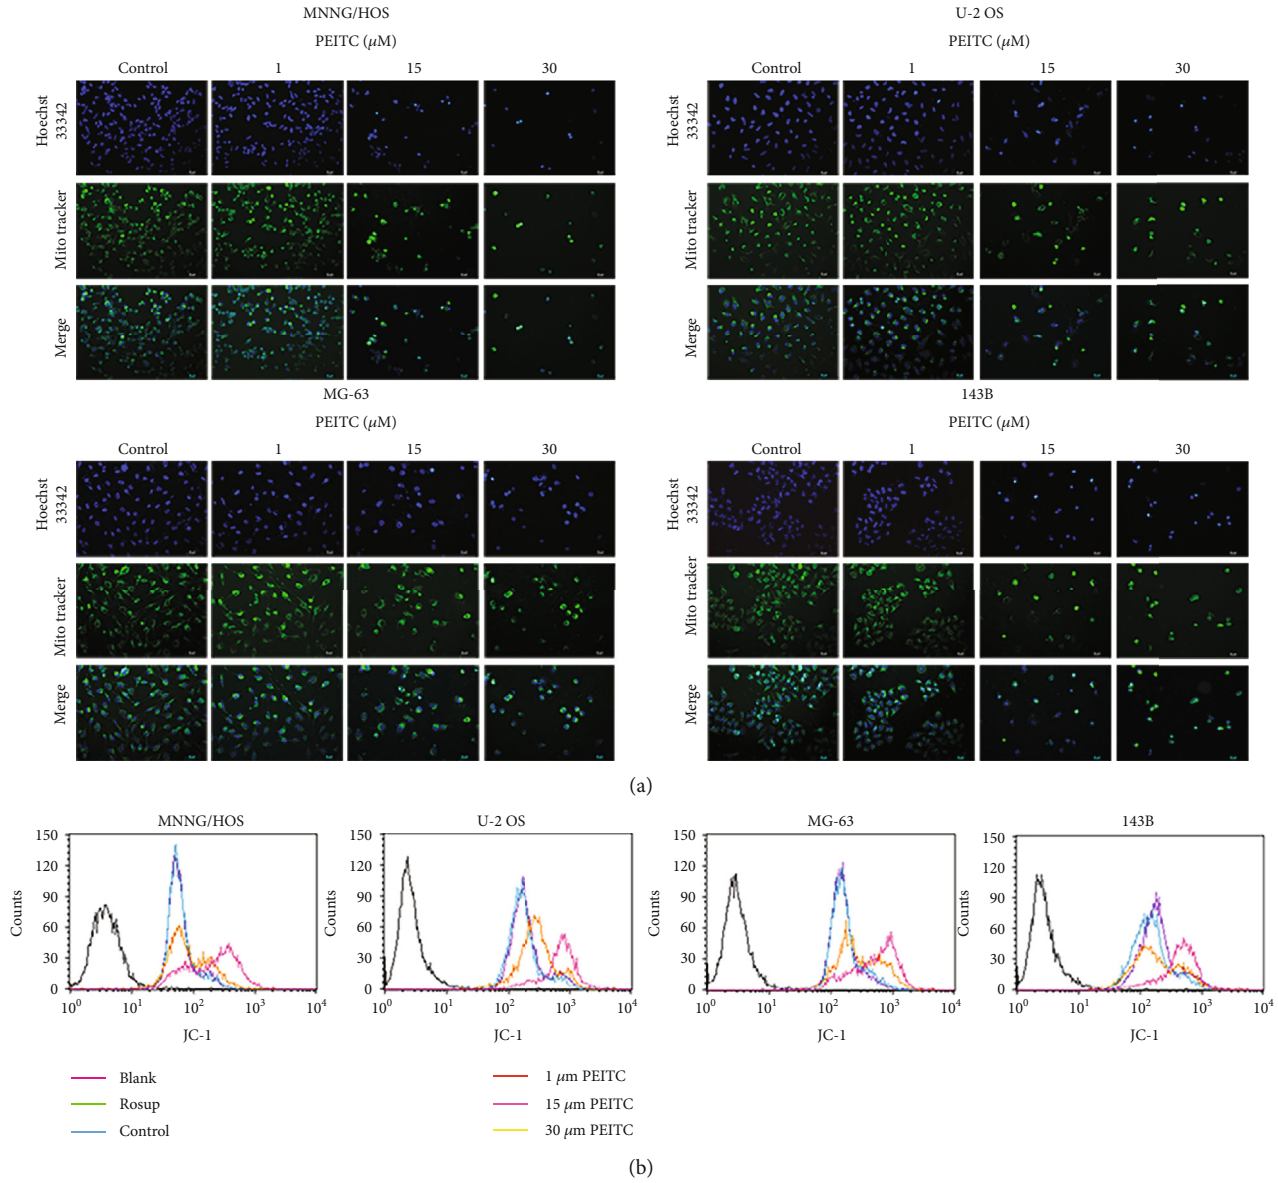 MNNG/HOS
PEITC (μM)
Control 1 15 30
Hoechst 33342
Mito tracker
Merge
U-2 OS
PEITC (μM)
Control 1 15 30
Hoechst 33342
Mito tracker
Merge
MG-63
PEITC (μM)
Control 1 15 30
Hoechst 33342
Mito tracker
Merge
143B
PEITC (μM)
Control 1 15 30
Hoechst 33342
Mito tracker
Merge
(a)
MNNG/HOS
Counts
150
120
90
60
30
0
10⁰ 10¹ 10² 10³ 10⁴
JC-1
U-2 OS
Counts
150
120
90
60
30
0
10⁰ 10¹ 10² 10³ 10⁴
JC-1
MG-63
Counts
150
120
90
60
30
0
10⁰ 10¹ 10² 10³ 10⁴
JC-1
143B
Counts
150
120
90
60
30
0
10⁰ 10¹ 10² 10³ 10⁴
JC-1
Blank
Rosup
Control
1 μm PEITC
15 μm PEITC
30 μm PEITC
(b)